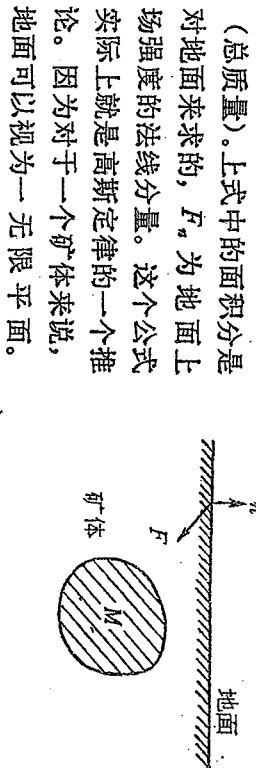 (总质量)。上式中的面积分是
对地面来求的，Fₙ 为地面上
场强度的法线分量。这个公式
实际上就是高斯定律的一个推
论。因为对于一个矿体来说，
地面可以视为一无限平面。
n
地面
F
矿体
M